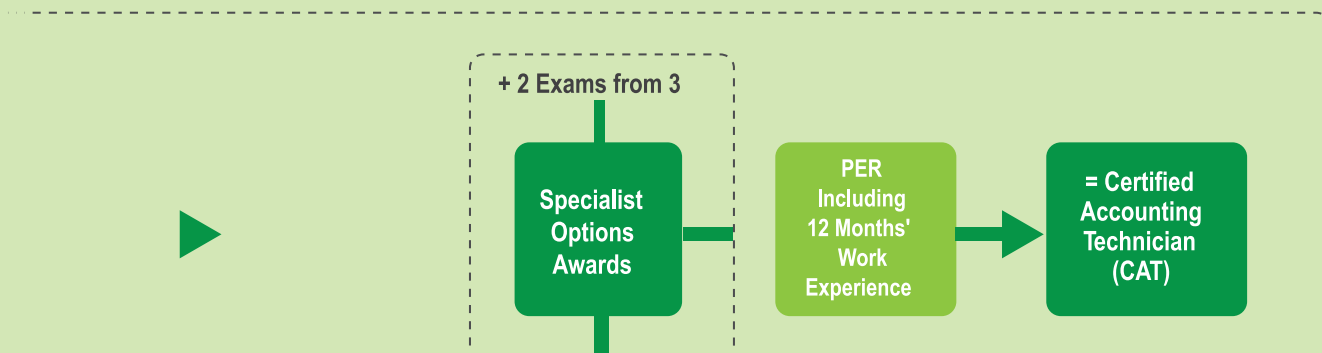 + 2 Exams from 3
Specialist
Options
Awards
PER
Including
12 Months'
Work
Experience
= Certified
Accounting
Technician
(CAT)